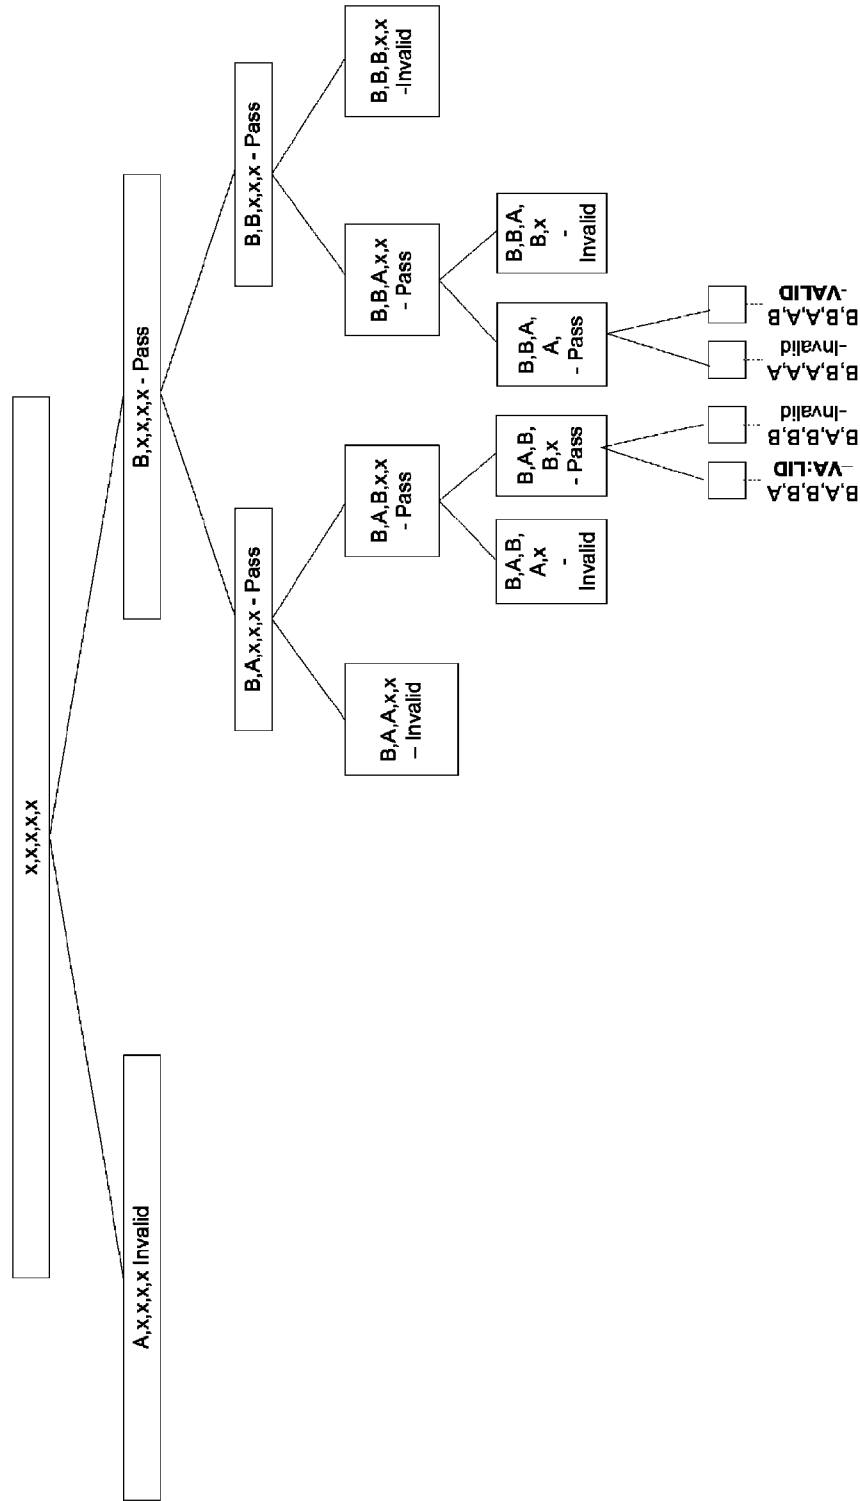 x,x,x,x,x
A,x,x,x,x Invalid
B,x,x,x,x - Pass
B,A,x,x,x - Pass
B,B,x,x,x - Pass
B,A,A,x,x
– Invalid
B,A,B,x,x
- Pass
B,B,A,x,x
- Pass
B,B,B,x,x
-Invalid
B,A,B,
A,x
-
Invalid
B,A,B,
B,x
- Pass
B,B,A,
A,
- Pass
B,B,A,
B,x
-
Invalid
B,A,B,B,A
–VA:LID
B,A,B,B,B
-Invalid
B,B,A,A,A
-Invalid
B,B,A,A,B
-VALID